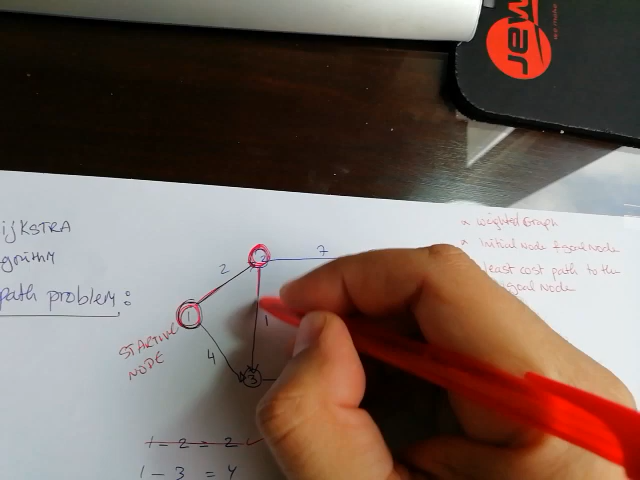 ijKSTRA
gorithm
path problem:
STARTING
NODE
1
2
2
7
4
1
3
1 - 2 = 2 ✓
1 - 3 = 4
weighted Graph
Initial Node & goal Node
least cost path to the
goal Node